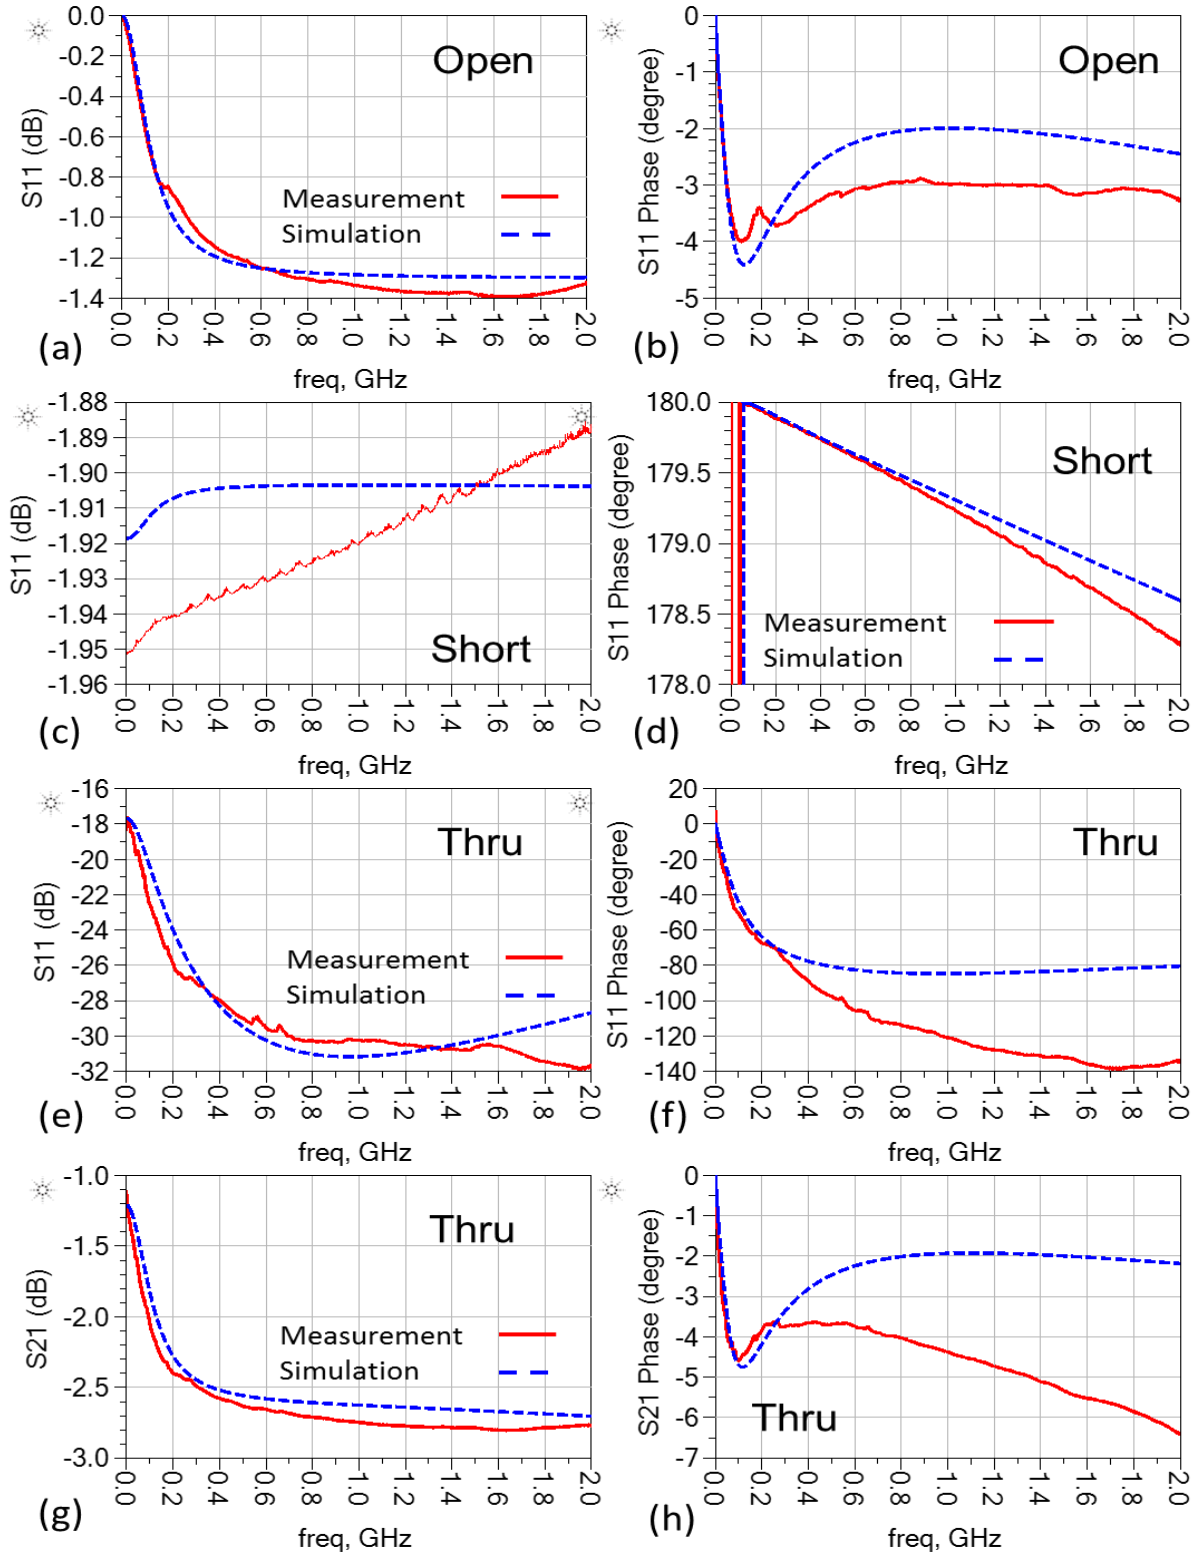 0.0
-0.2
-0.4
-0.6
-0.8
-1.0
-1.2
-1.4
S11 (dB)
Open
Measurement
Simulation
0.0 0.2 0.4 0.6 0.8 1.0 1.2 1.4 1.6 1.8 2.0
(a)
freq, GHz
0
-1
-2
-3
-4
-5
S11 Phase (degree)
Open
0.0 0.2 0.4 0.6 0.8 1.0 1.2 1.4 1.6 1.8 2.0
(b)
freq, GHz
-1.88
-1.89
-1.90
-1.91
-1.92
-1.93
-1.94
-1.95
-1.96
S11 (dB)
Short
0.0 0.2 0.4 0.6 0.8 1.0 1.2 1.4 1.6 1.8 2.0
(c)
freq, GHz
180.0
179.5
179.0
178.5
178.0
S11 Phase (degree)
Short
Measurement
Simulation
0.0 0.2 0.4 0.6 0.8 1.0 1.2 1.4 1.6 1.8 2.0
(d)
freq, GHz
-16
-18
-20
-22
-24
-26
-28
-30
-32
S11 (dB)
Thru
Measurement
Simulation
0.0 0.2 0.4 0.6 0.8 1.0 1.2 1.4 1.6 1.8 2.0
(e)
freq, GHz
20
0
-20
-40
-60
-80
-100
-120
-140
S11 Phase (degree)
Thru
0.0 0.2 0.4 0.6 0.8 1.0 1.2 1.4 1.6 1.8 2.0
(f)
freq, GHz
-1.0
-1.5
-2.0
-2.5
-3.0
S21 (dB)
Thru
Measurement
Simulation
0.0 0.2 0.4 0.6 0.8 1.0 1.2 1.4 1.6 1.8 2.0
(g)
freq, GHz
0
-1
-2
-3
-4
-5
-6
-7
S21 Phase (degree)
Thru
0.0 0.2 0.4 0.6 0.8 1.0 1.2 1.4 1.6 1.8 2.0
(h)
freq, GHz